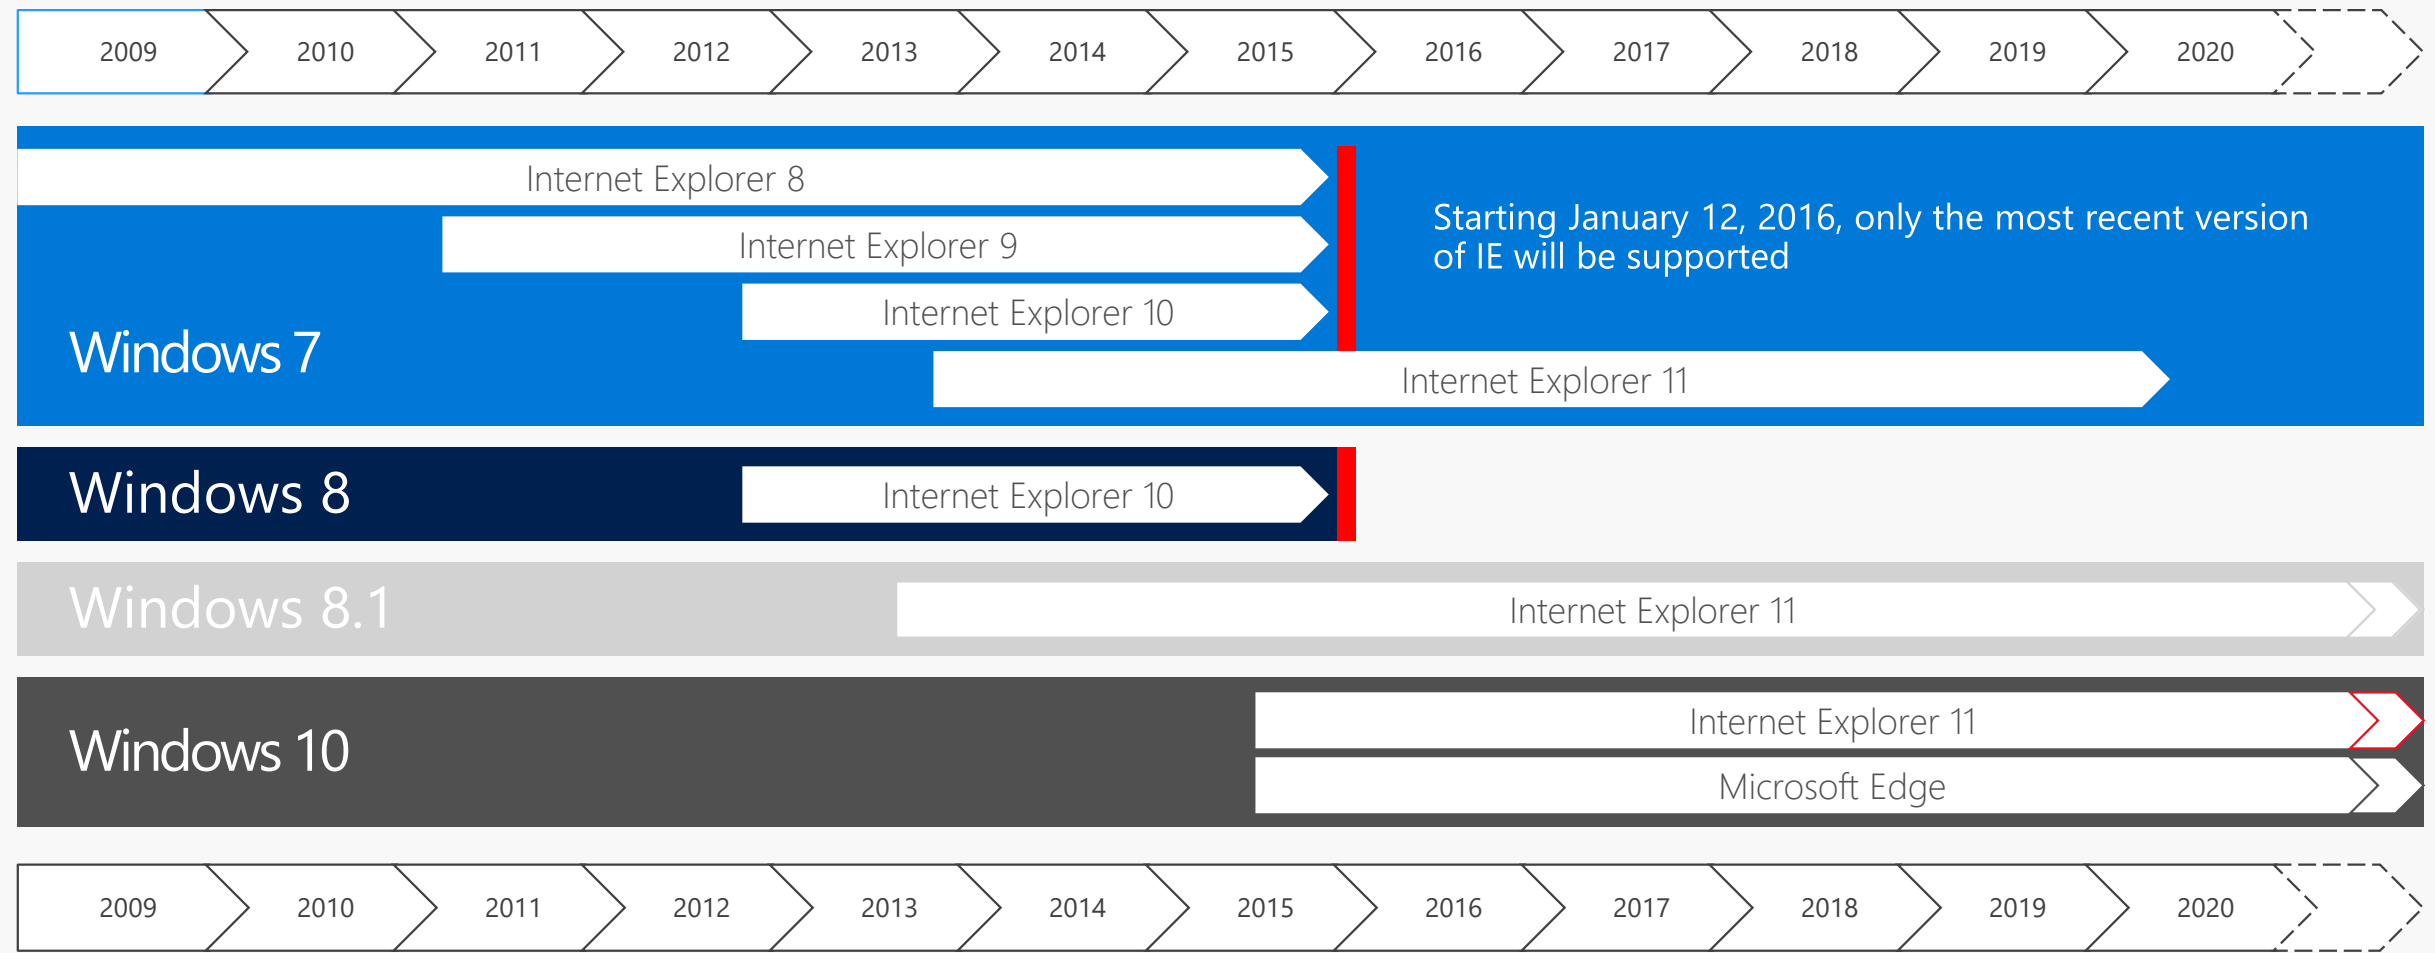 2009 2010 2011 2012 2013 2014 2015 2016 2017 2018 2019 2020
Internet Explorer 8
Internet Explorer 9
Internet Explorer 10
Internet Explorer 11
Windows 7
Starting January 12, 2016, only the most recent version
of IE will be supported
Windows 8
Internet Explorer 10
Windows 8.1
Internet Explorer 11
Windows 10
Internet Explorer 11
Microsoft Edge
2009 2010 2011 2012 2013 2014 2015 2016 2017 2018 2019 2020